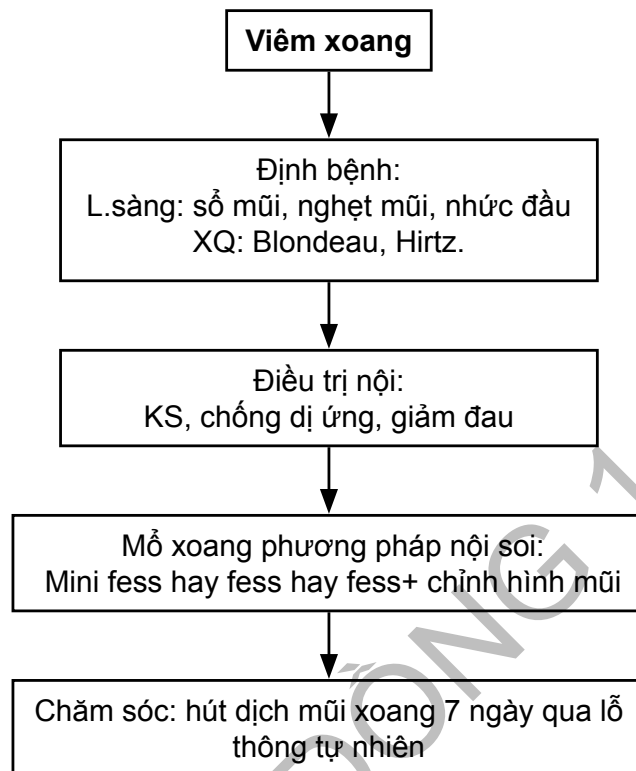 Viêm xoang
Định bệnh:
L.sàng: sổ mũi, nghẹt mũi, nhức đầu
XQ: Blondeau, Hirtz.
Điều trị nội:
KS, chống dị ứng, giảm đau
Mổ xoang phương pháp nội soi:
Mini fess hay fess hay fess+ chỉnh hình mũi
Chăm sóc: hút dịch mũi xoang 7 ngày qua lỗ
thông tự nhiên
ĐỒNG 1